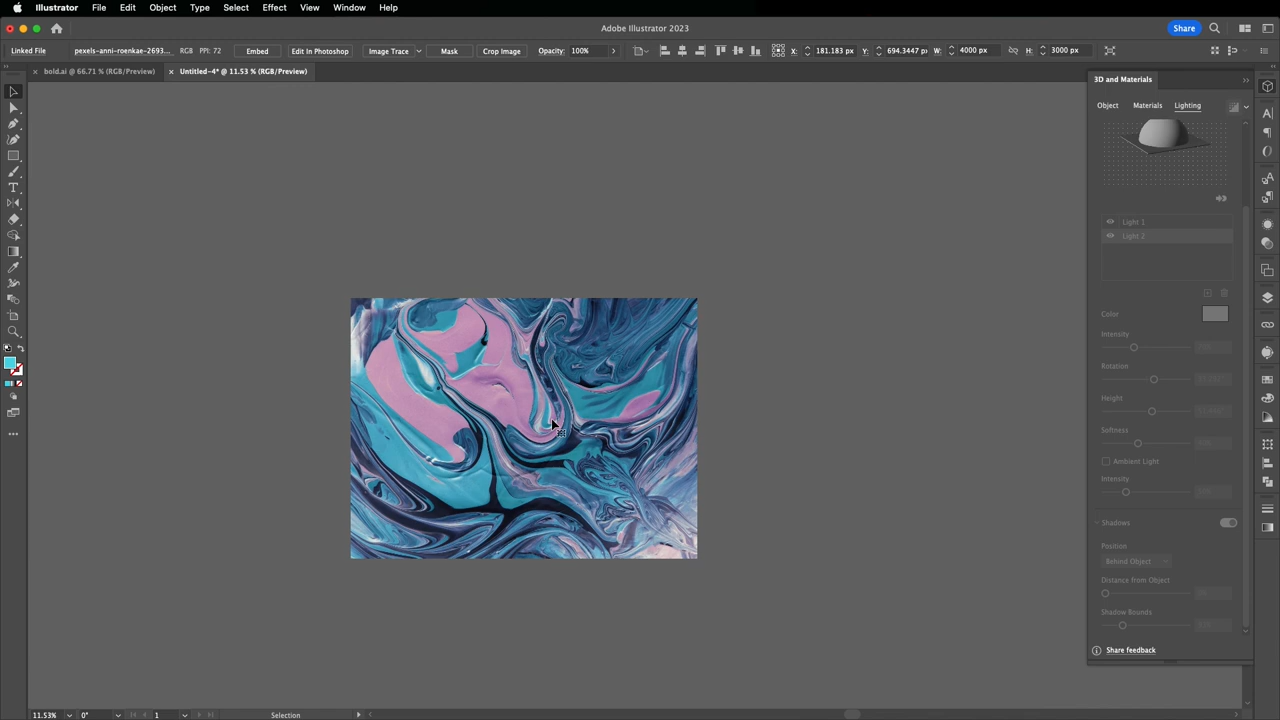 Illustrator File Edit Object Type Select Effect View Window Help
Adobe Illustrator 2023
Share
Linked File pexels-anni-roenkae-2693... RGB PPI: 72 Embed Edit In Photoshop Image Trace Mask Crop Image Opacity: 100% X: 181.183 px Y: 694.3447 px W: 4000 px H: 3000 px
bold.ai @ 66.71 % (RGB/Preview) Untitled-4* @ 11.53 % (RGB/Preview)
3D and Materials
Object Materials Lighting
Light 1
Light 2
Color
Intensity
Rotation
Height
Softness
Ambient Light
Intensity
Shadows
Position
Behind Object
Distance from Object
Shadow Bounds
Share feedback
11.53% 0° 1 Selection